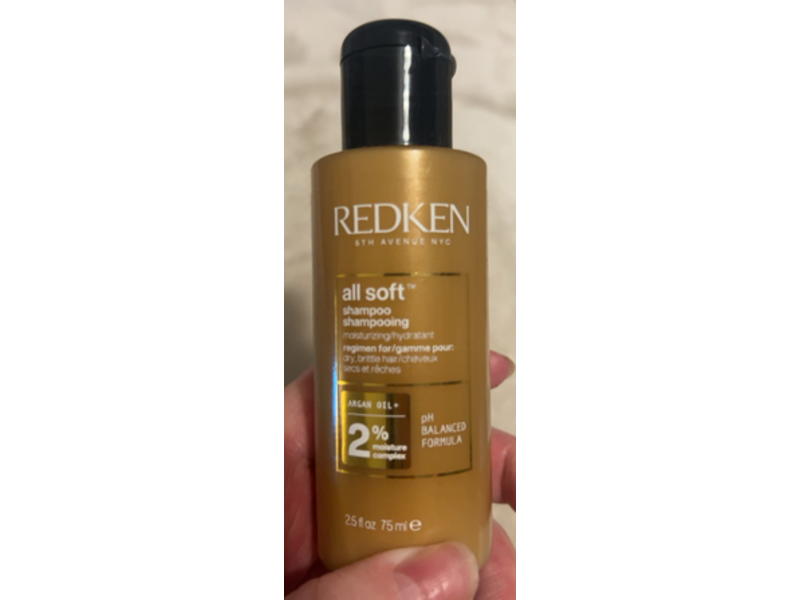 REDKEN
5TH AVENUE NYC
all soft™
shampoo
shampooing
moisturizing/hydratant
regimen for/gamme pour:
dry, brittle hair/cheveux
secs et rêches
ARGAN OIL+
2%
moisture
complex
pH
BALANCED
FORMULA
2.5 fl oz 75 ml ℮